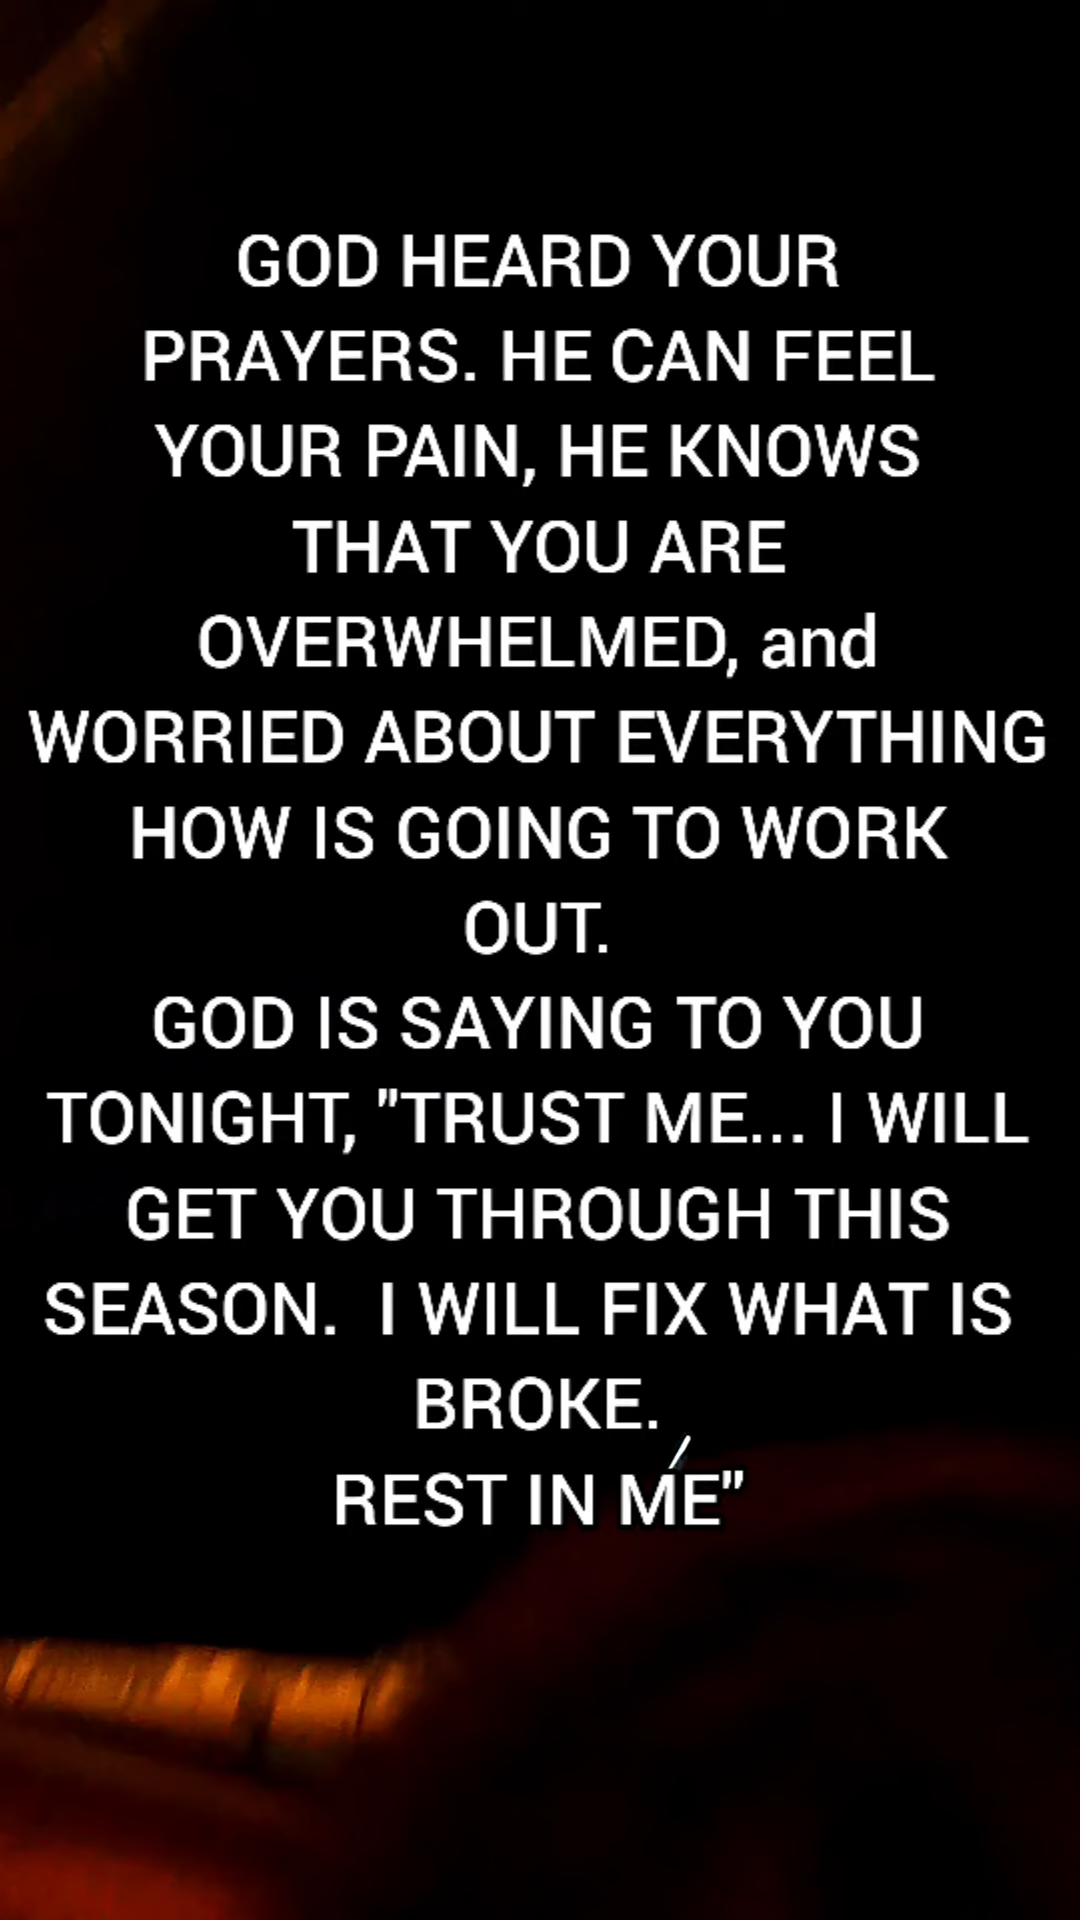 GOD HEARD YOUR
PRAYERS. HE CAN FEEL
YOUR PAIN, HE KNOWS
THAT YOU ARE
OVERWHELMED, and
WORRIED ABOUT EVERYTHING
HOW IS GOING TO WORK
OUT.
GOD IS SAYING TO YOU
TONIGHT, "TRUST ME... I WILL
GET YOU THROUGH THIS
SEASON.  I WILL FIX WHAT IS
BROKE.
REST IN ME"